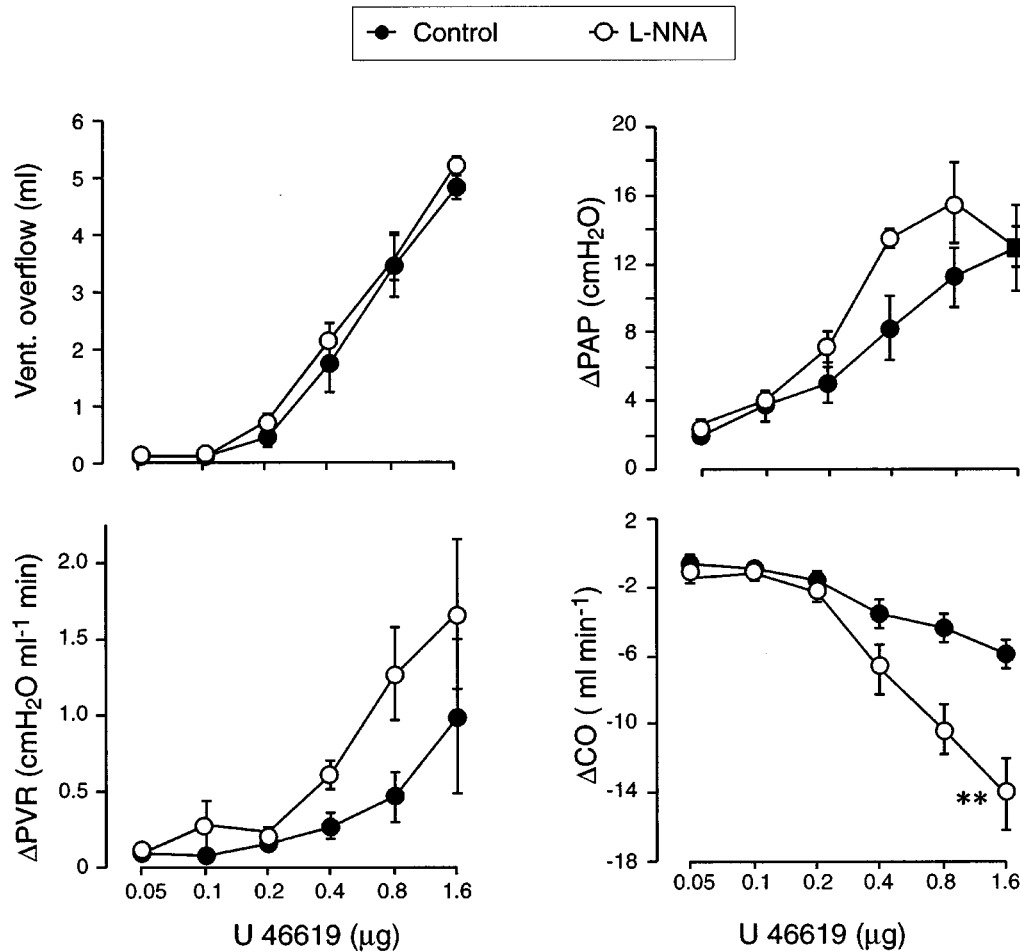 Control L-NNA
Vent. overflow (ml)
6
5
4
3
2
1
0
ΔPAP (cmH₂O)
20
16
12
8
4
0
ΔPVR (cmH₂O ml⁻¹ min)
2.0
1.5
1.0
0.5
0
0.05 0.1 0.2 0.4 0.8 1.6
U 46619 (μg)
ΔCO ( ml min⁻¹)
2
-2
-6
-10
-14
-18
**
0.05 0.1 0.2 0.4 0.8 1.6
U 46619 (μg)